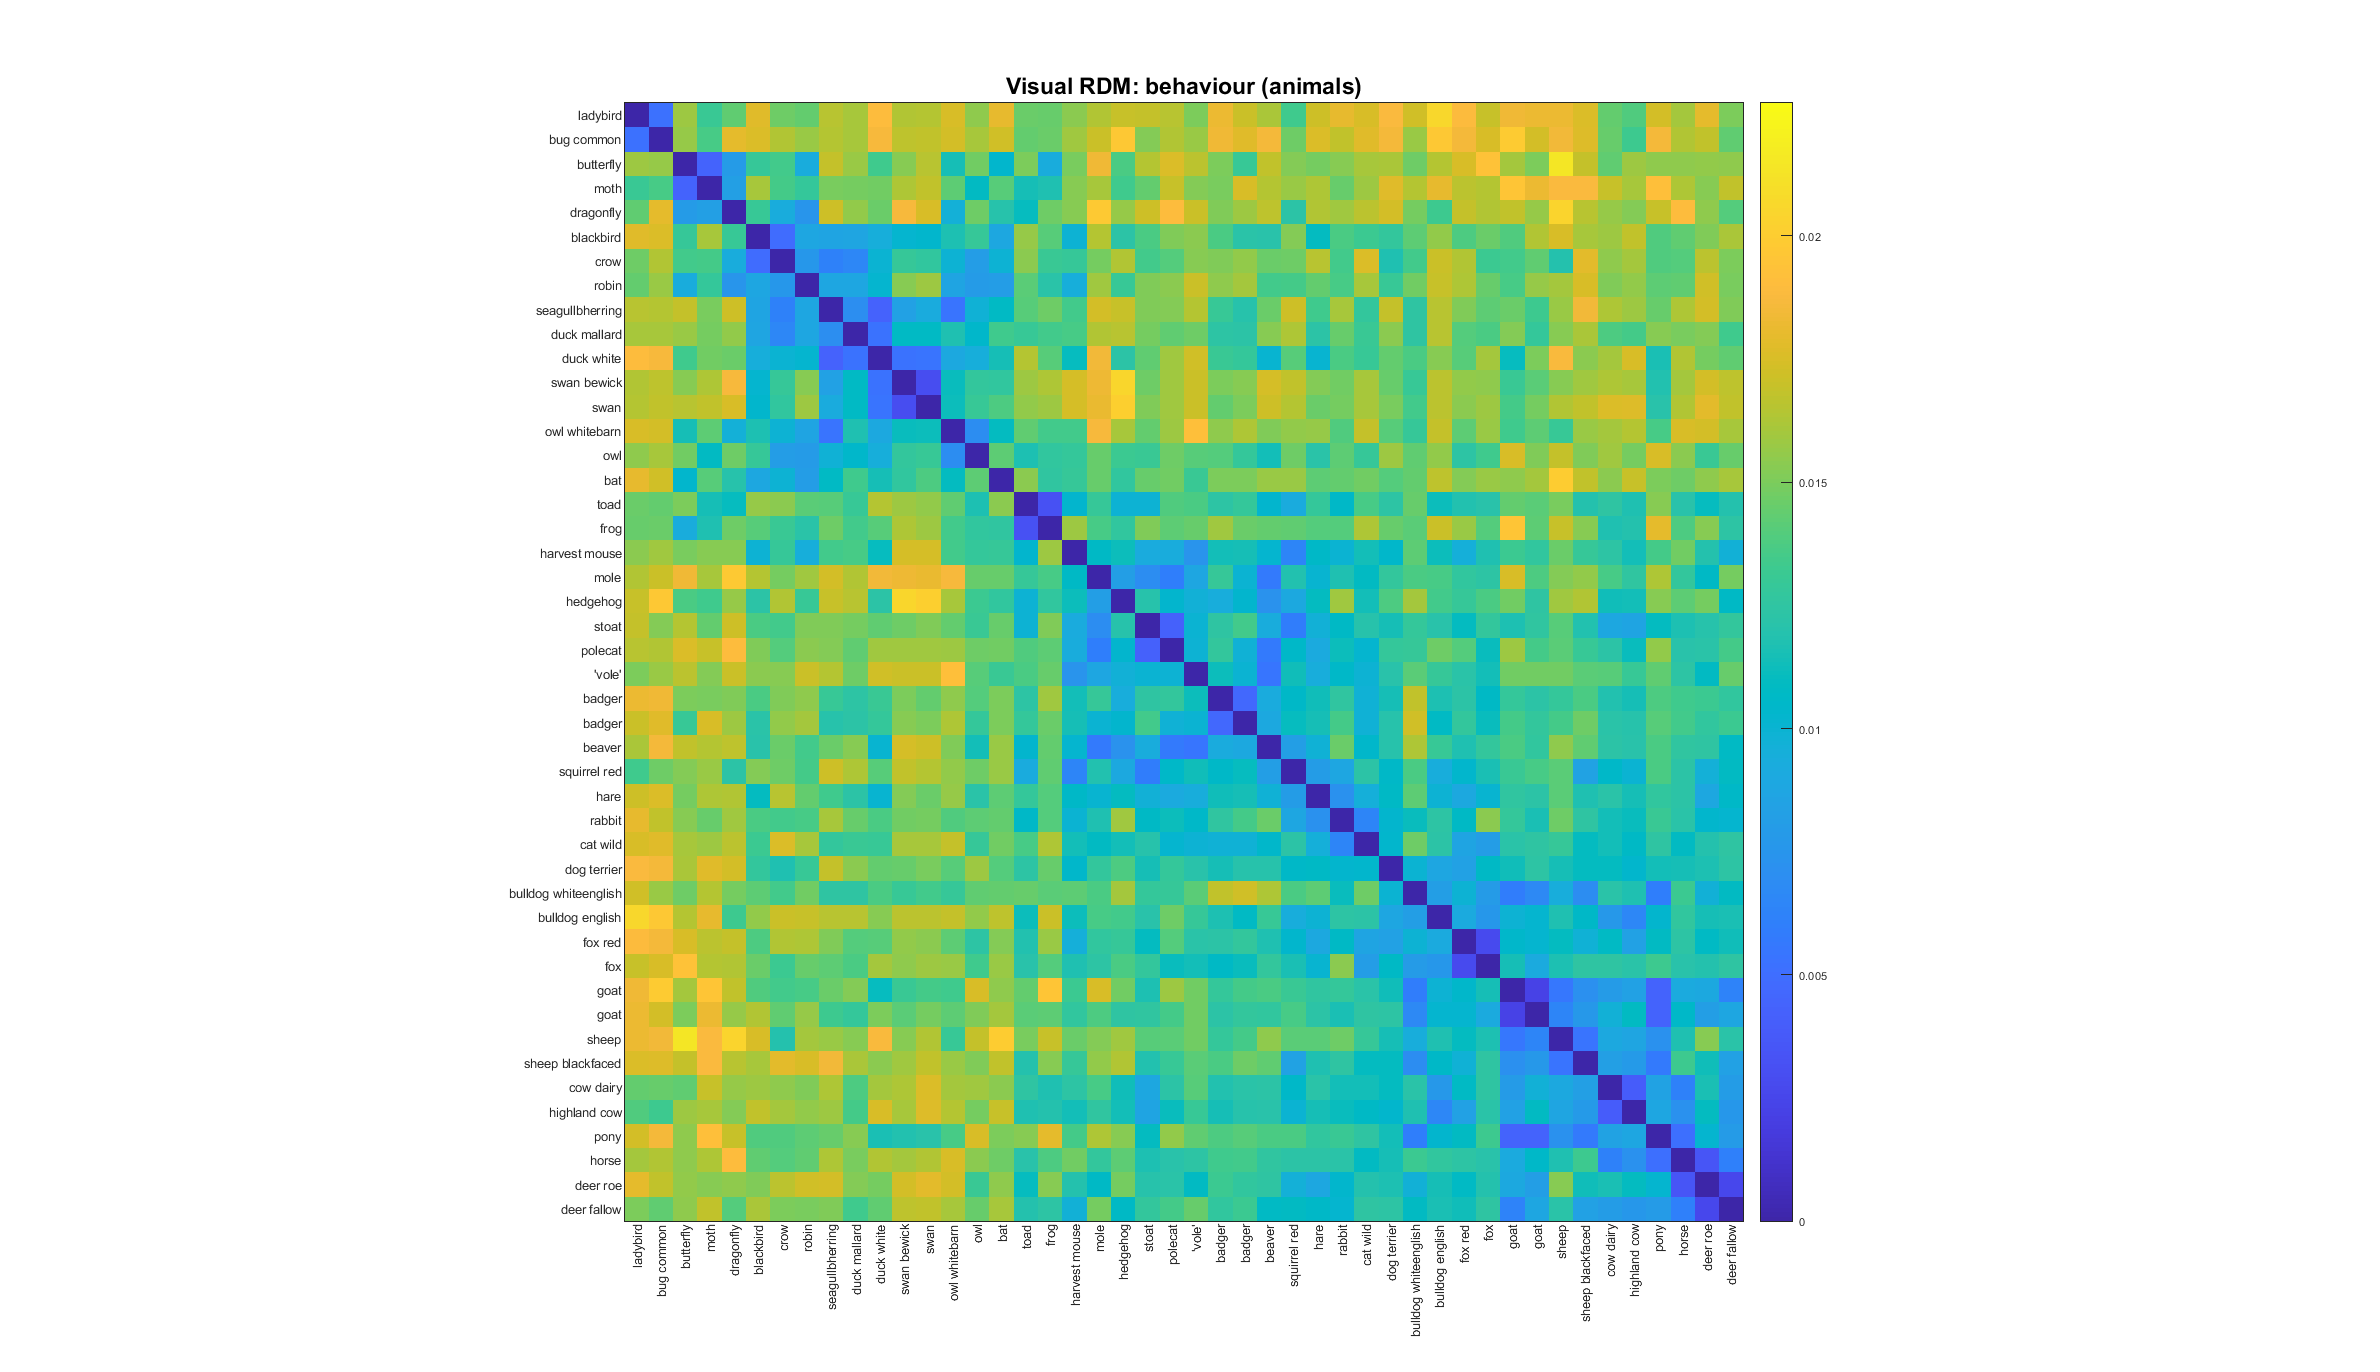 Visual RDM: behaviour (animals)
ladybird
bug common
butterfly
moth
dragonfly
blackbird
crow
robin
seagullbherring
duck mallard
duck white
swan bewick
swan
owl whitebarn
owl
bat
toad
frog
harvest mouse
mole
hedgehog
stoat
polecat
'vole'
badger
badger
beaver
squirrel red
hare
rabbit
cat wild
dog terrier
bulldog whiteenglish
bulldog english
fox red
fox
goat
goat
sheep
sheep blackfaced
cow dairy
highland cow
pony
horse
deer roe
deer fallow
ladybird
bug common
butterfly
moth
dragonfly
blackbird
crow
robin
seagullbherring
duck mallard
duck white
swan bewick
swan
owl whitebarn
owl
bat
toad
frog
harvest mouse
mole
hedgehog
stoat
polecat
'vole'
badger
badger
beaver
squirrel red
hare
rabbit
cat wild
dog terrier
bulldog whiteenglish
bulldog english
fox red
fox
goat
goat
sheep
sheep blackfaced
cow dairy
highland cow
pony
horse
deer roe
deer fallow
0.02
0.015
0.01
0.005
0